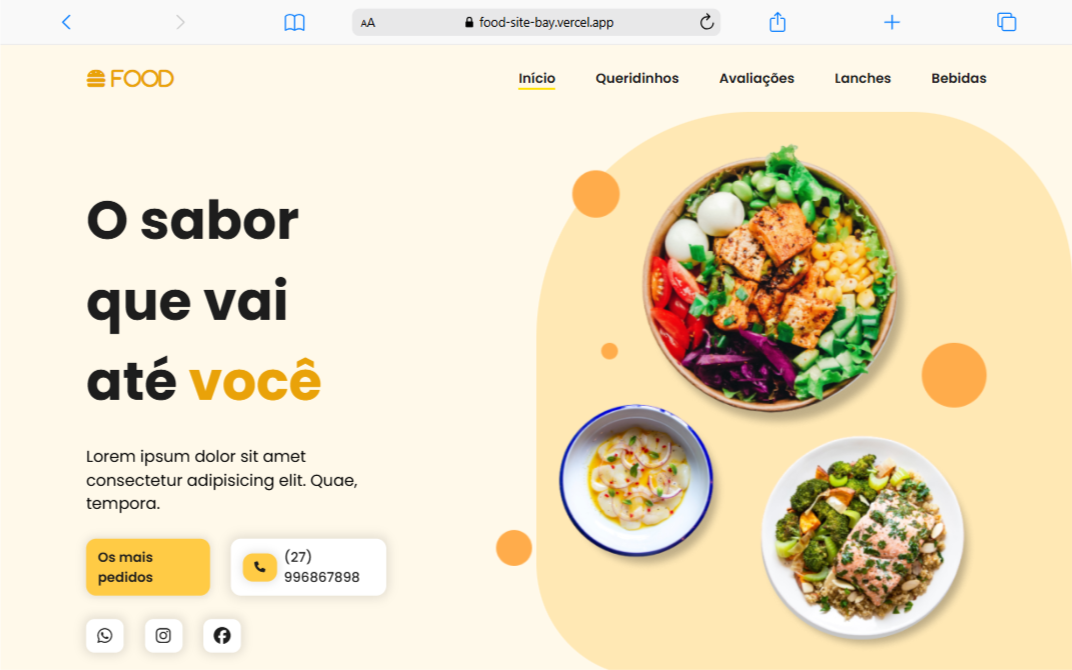 AA food-site-bay.vercel.app
FOOD
Início Queridinhos Avaliações Lanches Bebidas
O sabor
que vai
até você
Lorem ipsum dolor sit amet
consectetur adipisicing elit. Quae,
tempora.
Os mais
pedidos
(27)
996867898